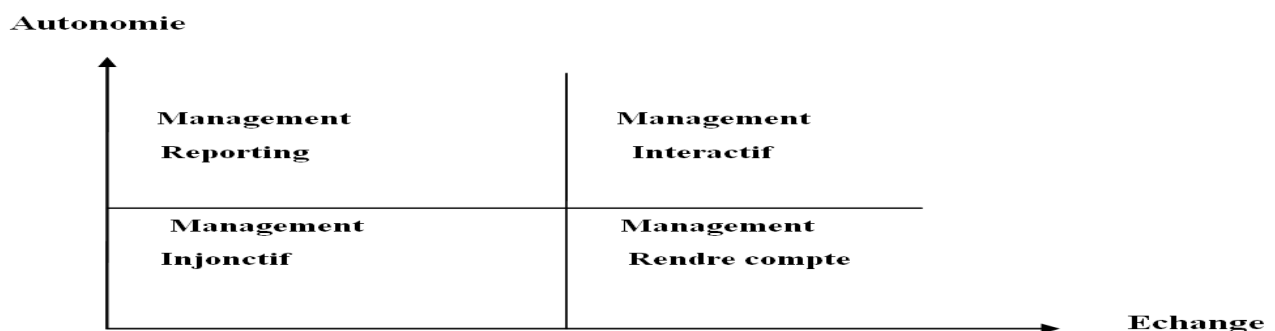 Autonomie
Management
Reporting
Management
Interactif
Management
Injonctif
Management
Rendre compte
Echange